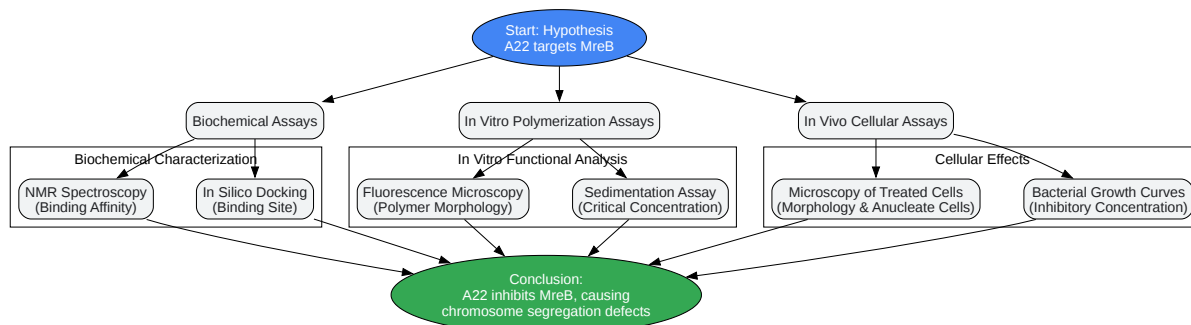 Start: Hypothesis
A22 targets MreB
Biochemical Assays
In Vitro Polymerization Assays
In Vivo Cellular Assays
Biochemical Characterization
In Vitro Functional Analysis
Cellular Effects
NMR Spectroscopy
(Binding Affinity)
In Silico Docking
(Binding Site)
Fluorescence Microscopy
(Polymer Morphology)
Sedimentation Assay
(Critical Concentration)
Microscopy of Treated Cells
(Morphology & Anucleate Cells)
Bacterial Growth Curves
(Inhibitory Concentration)
Conclusion:
A22 inhibits MreB, causing
chromosome segregation defects